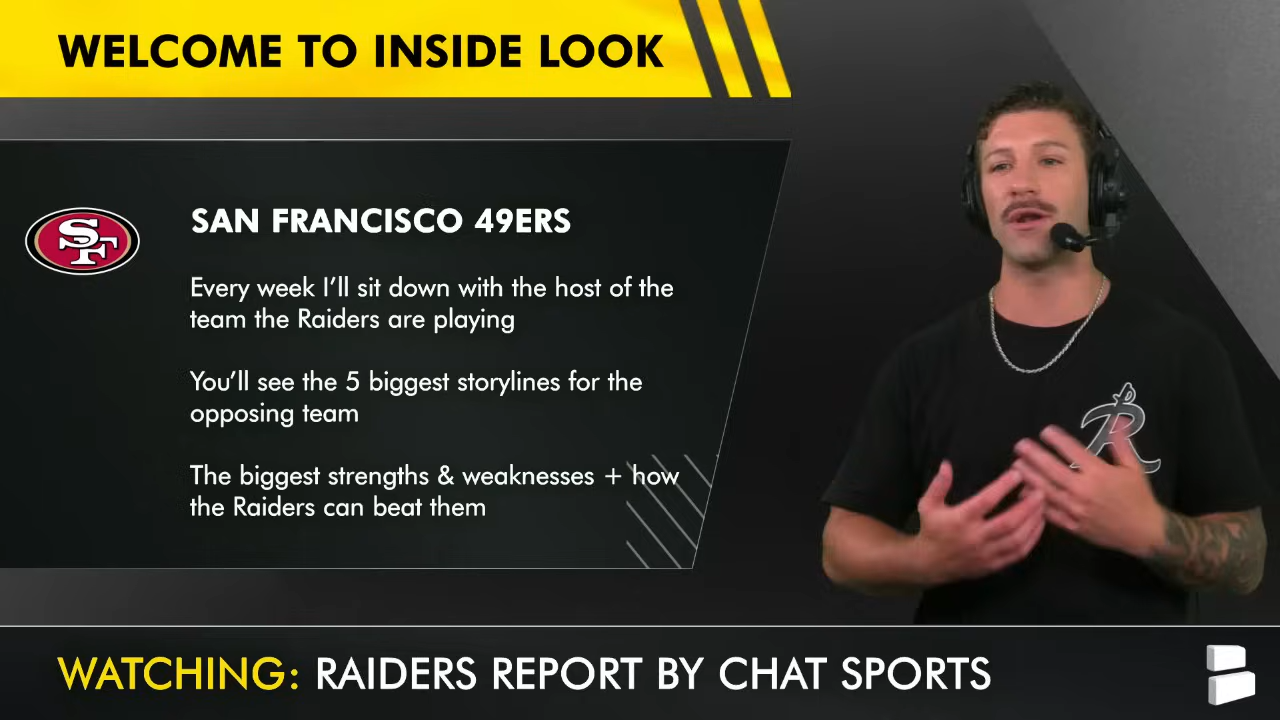 WELCOME TO INSIDE LOOK
SF
SAN FRANCISCO 49ERS
Every week I'll sit down with the host of the
team the Raiders are playing
You'll see the 5 biggest storylines for the
opposing team
The biggest strengths & weaknesses + how
the Raiders can beat them
R
WATCHING: RAIDERS REPORT BY CHAT SPORTS